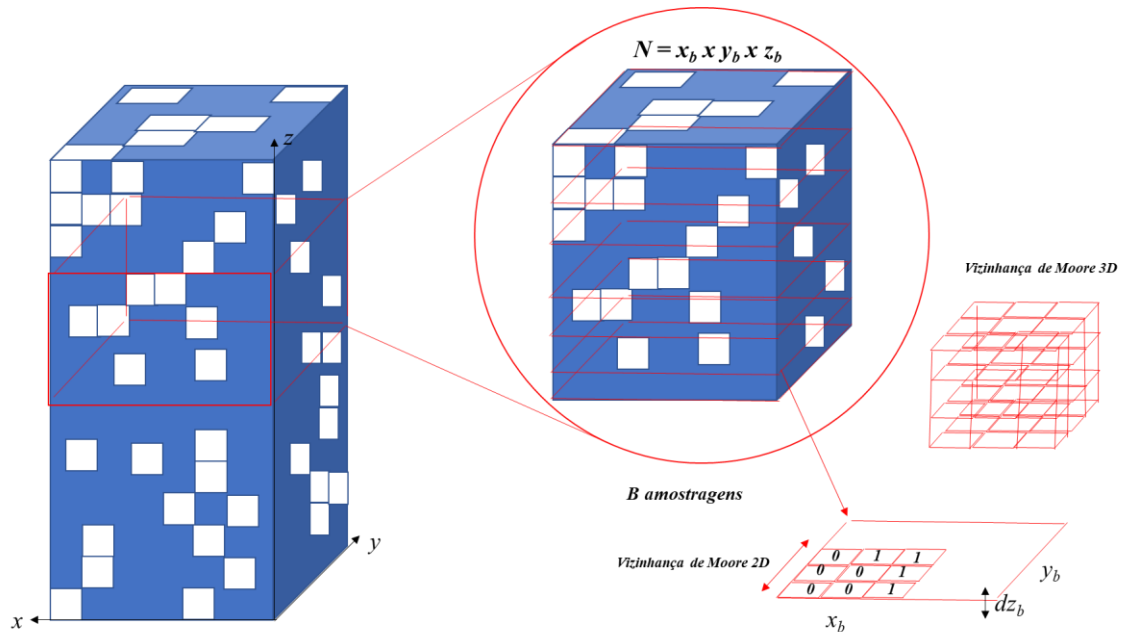 N = x_b x y_b x z_b
z
Vizinhança de Moore 3D
B amostragens
y
Vizinhança de Moore 2D
0 1 1
0 0 1
0 0 1
y_b
dz_b
x
x_b